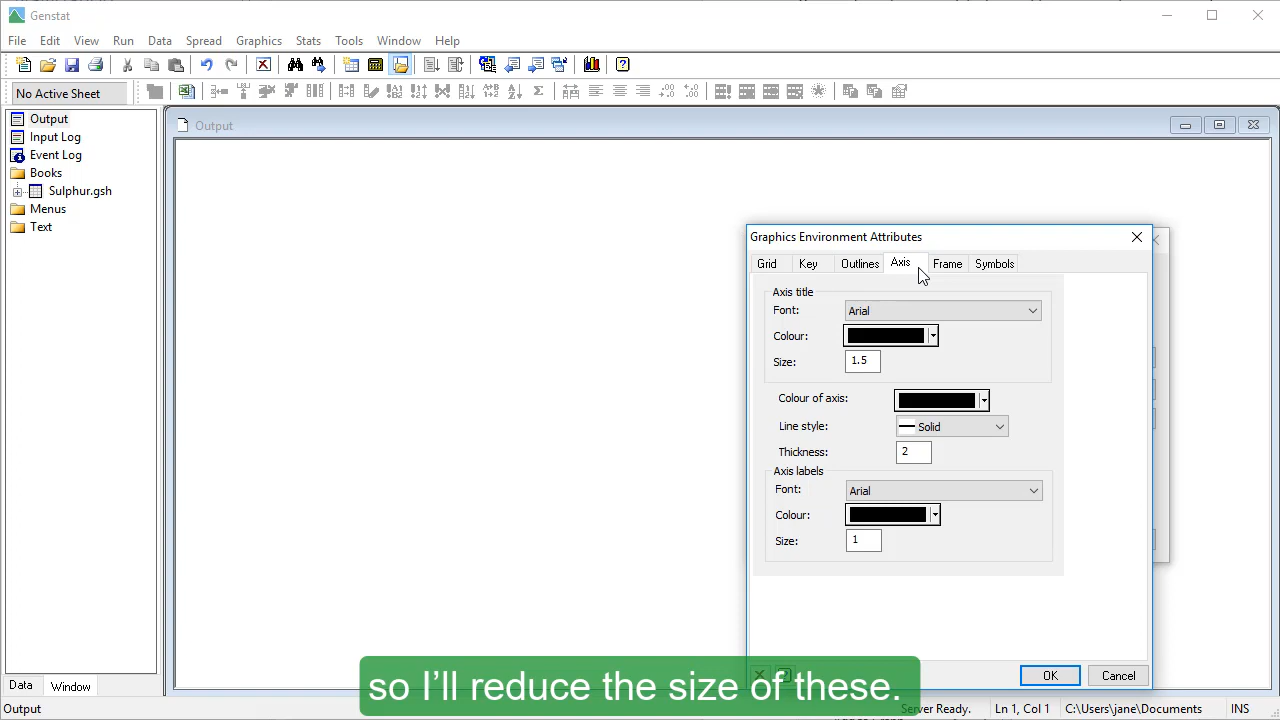 Genstat
File Edit View Run Data Spread Graphics Stats Tools Window Help
No Active Sheet
Output
Input Log
Event Log
Books
Sulphur.gsh
Menus
Text
Output
Graphics Environment Attributes
Grid Key Outlines Axis Frame Symbols
Axis title
Font: Arial
Colour:
Size: 1.5
Colour of axis:
Line style: Solid
Thickness: 2
Axis labels
Font: Arial
Colour:
Size: 1
OK Cancel
so I'll reduce the size of these.
Data Window
Output Server Ready. Ln 1, Col 1 C:\Users\jane\Documents INS